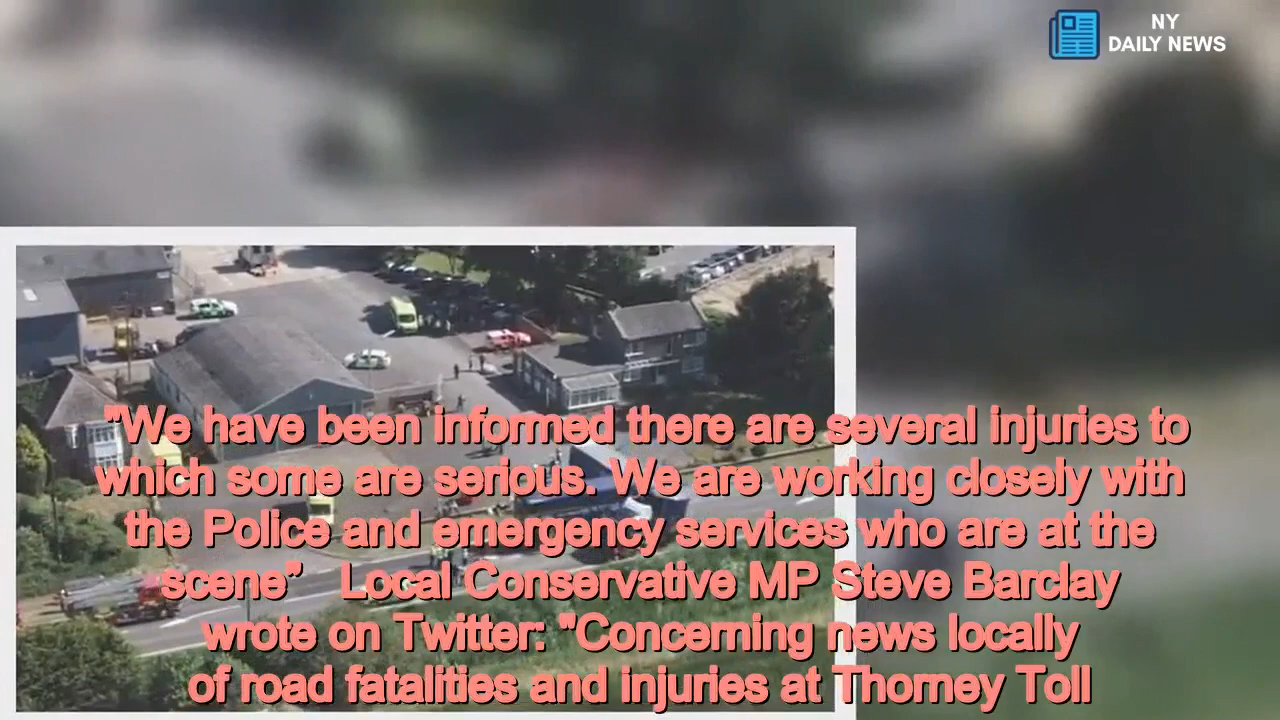 NY
DAILY NEWS
"We have been informed there are several injuries to
which some are serious. We are working closely with
the Police and emergency services who are at the
scene” Local Conservative MP Steve Barclay
wrote on Twitter: "Concerning news locally
of road fatalities and injuries at Thorney Toll